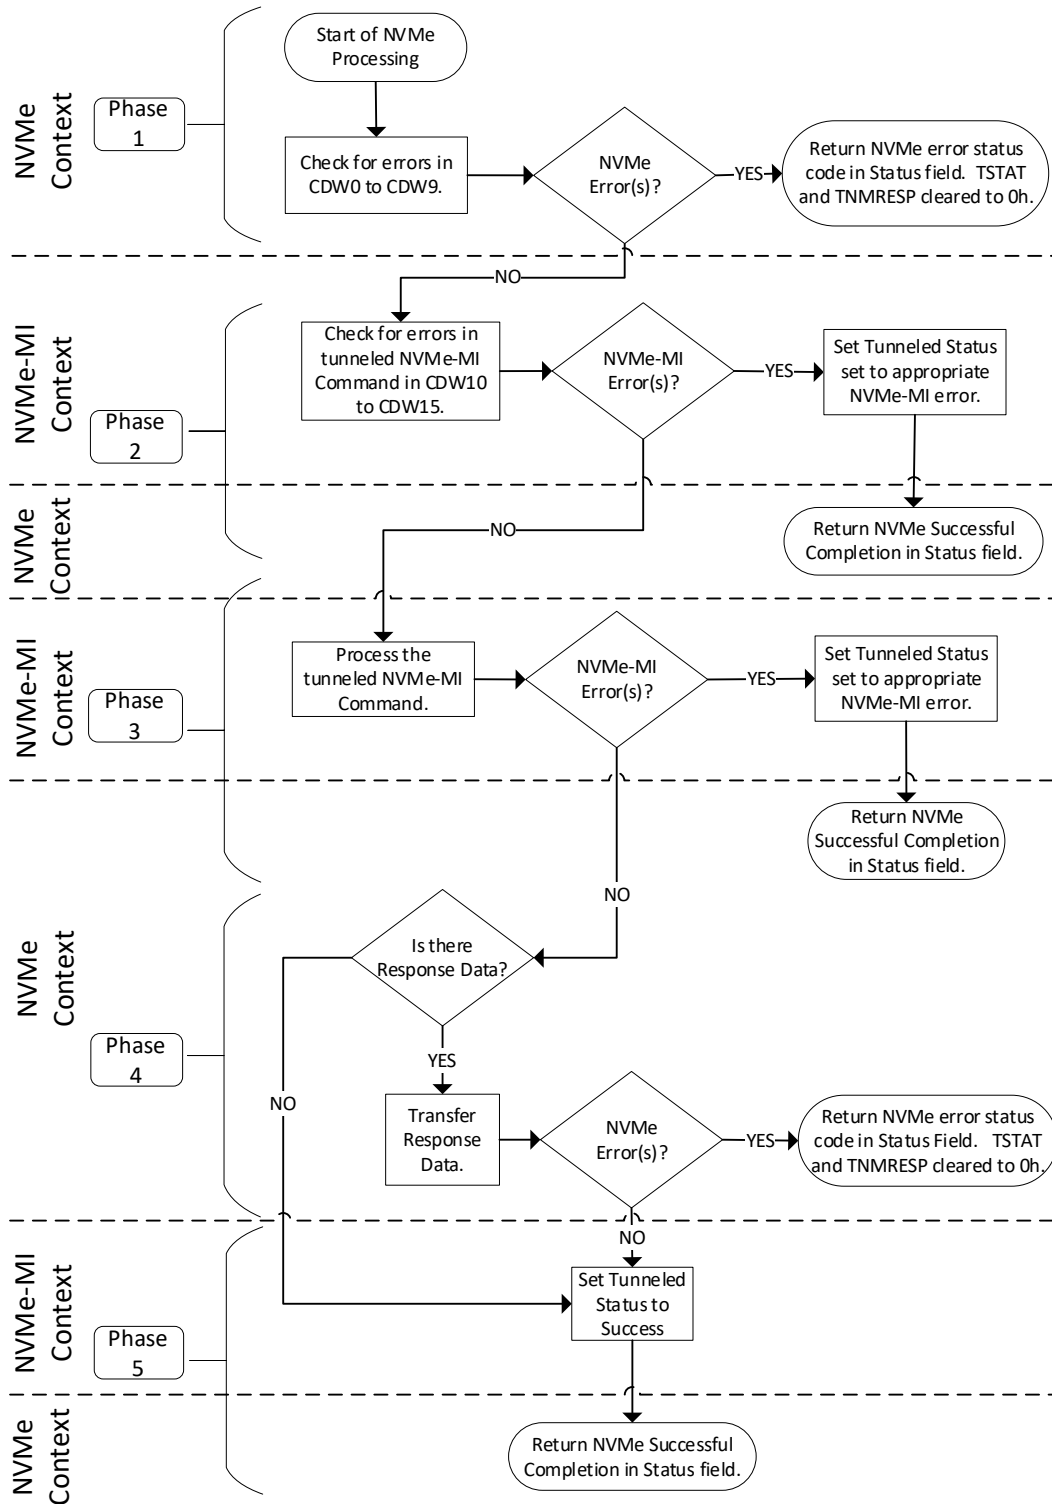 NVMe
Context
Phase
1
Start of NVMe
Processing
Check for errors in
CDW0 to CDW9.
NVMe
Error(s)?
YES
Return NVMe error status
code in Status field.  TSTAT
and TNMRESP cleared to 0h.
NO
NVMe-MI
Context
Phase
2
Check for errors in
tunneled NVMe-MI
Command in CDW10
to CDW15.
NVMe-MI
Error(s)?
YES
Set Tunneled Status
set to appropriate
NVMe-MI error.
NVMe
Context
NO
Return NVMe Successful
Completion in Status field.
NVMe-MI
Context
Phase
3
Process the
tunneled NVMe-MI
Command.
NVMe-MI
Error(s)?
YES
Set Tunneled Status
set to appropriate
NVMe-MI error.
Return NVMe
Successful Completion
in Status field.
NO
NVMe
Context
Phase
4
Is there
Response Data?
YES
NO
Transfer
Response
Data.
NVMe
Error(s)?
YES
Return NVMe error status
code in Status Field.  TSTAT
and TNMRESP cleared to 0h.
NO
NVMe-MI
Context
Phase
5
Set Tunneled
Status to
Success
NVMe
Context
Return NVMe Successful
Completion in Status field.